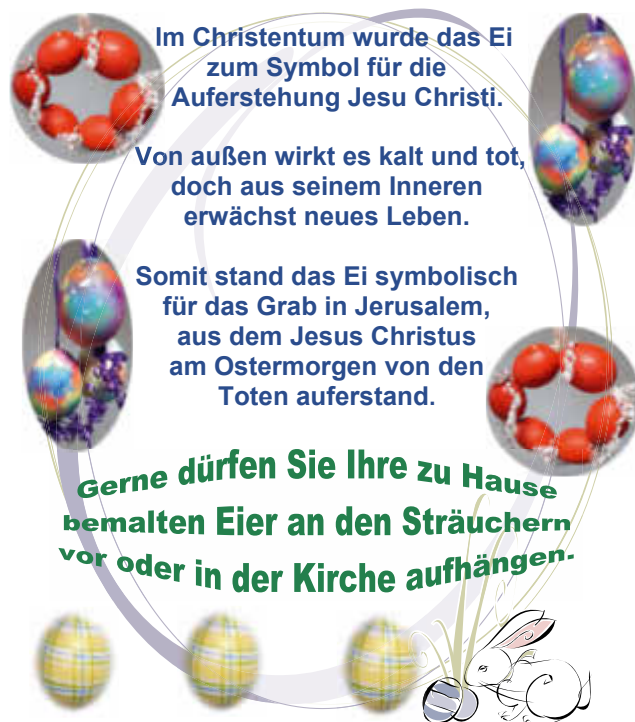 Im Christentum wurde das Ei
zum Symbol für die
Auferstehung Jesu Christi.
Von außen wirkt es kalt und tot,
doch aus seinem Inneren
erwächst neues Leben.
Somit stand das Ei symbolisch
für das Grab in Jerusalem,
aus dem Jesus Christus
am Ostermorgen von den
Toten auferstand.
Gerne dürfen Sie Ihre zu Hause
bemalten Eier an den Sträuchern
vor oder in der Kirche aufhängen.